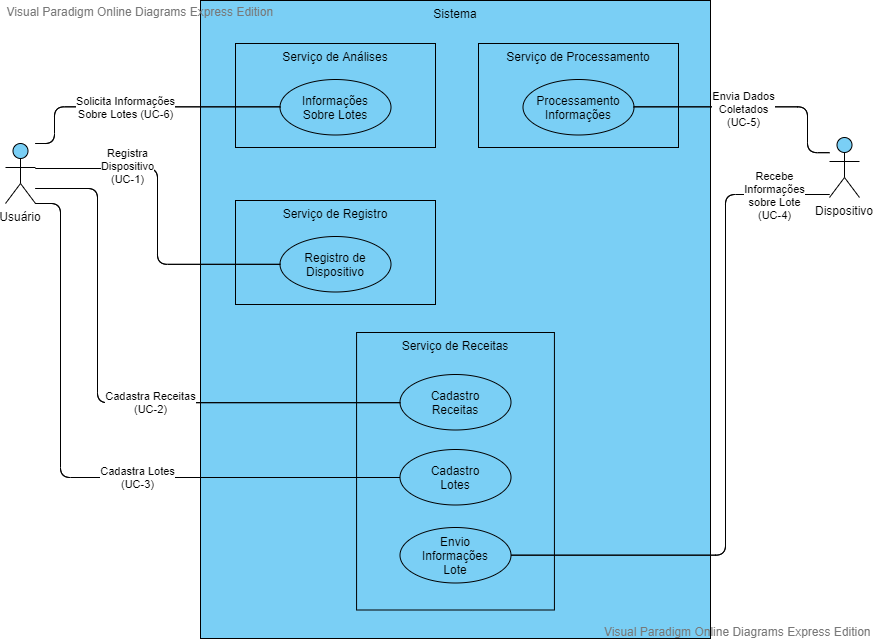 Visual Paradigm Online Diagrams Express Edition
Sistema
Serviço de Análises
Informações
Sobre Lotes
Serviço de Processamento
Processamento
Informações
Solicita Informações
Sobre Lotes (UC-6)
Envia Dados
Coletados
(UC-5)
Registra
Dispositivo
(UC-1)
Usuário
Recebe
Informações
sobre Lote
(UC-4)
Dispositivo
Serviço de Registro
Registro de
Dispositivo
Serviço de Receitas
Cadastra Receitas
(UC-2)
Cadastro
Receitas
Cadastra Lotes
(UC-3)
Cadastro
Lotes
Envio
Informações
Lote
Visual Paradigm Online Diagrams Express Edition